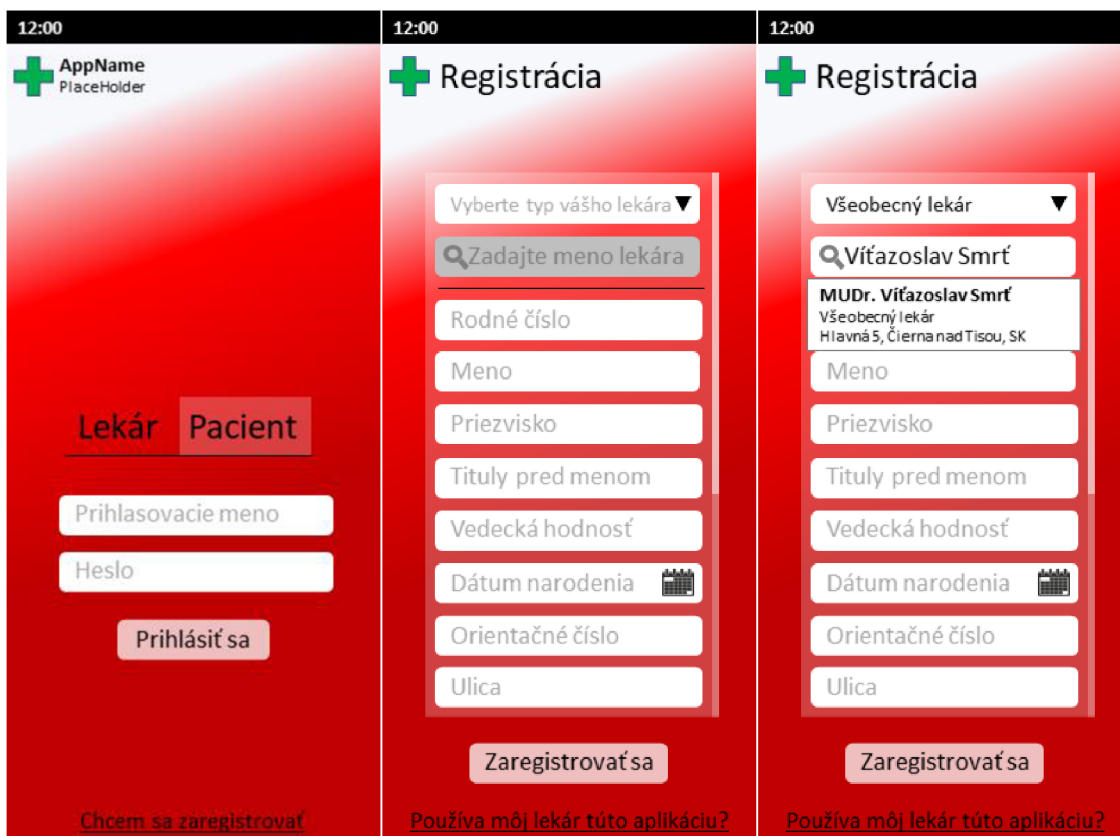 12:00
AppName
PlaceHolder
Lekár Pacient
Prihlasovacie meno
Heslo
Prihlásiť sa
Chcem sa zaregistrovať
12:00
Registrácia
Vyberte typ vášho lekára
Zadajte meno lekára
Rodné číslo
Meno
Priezvisko
Tituly pred menom
Vedecká hodnosť
Dátum narodenia
Orientačné číslo
Ulica
Zaregistrovať sa
Používa môj lekár túto aplikáciu?
12:00
Registrácia
Všeobecný lekár
Víťazoslav Smrť
MUDr. Víťazoslav Smrť
Všeobecný lekár
Hlavná 5, Čierna nad Tisou, SK
Meno
Priezvisko
Tituly pred menom
Vedecká hodnosť
Dátum narodenia
Orientačné číslo
Ulica
Zaregistrovať sa
Používa môj lekár túto aplikáciu?